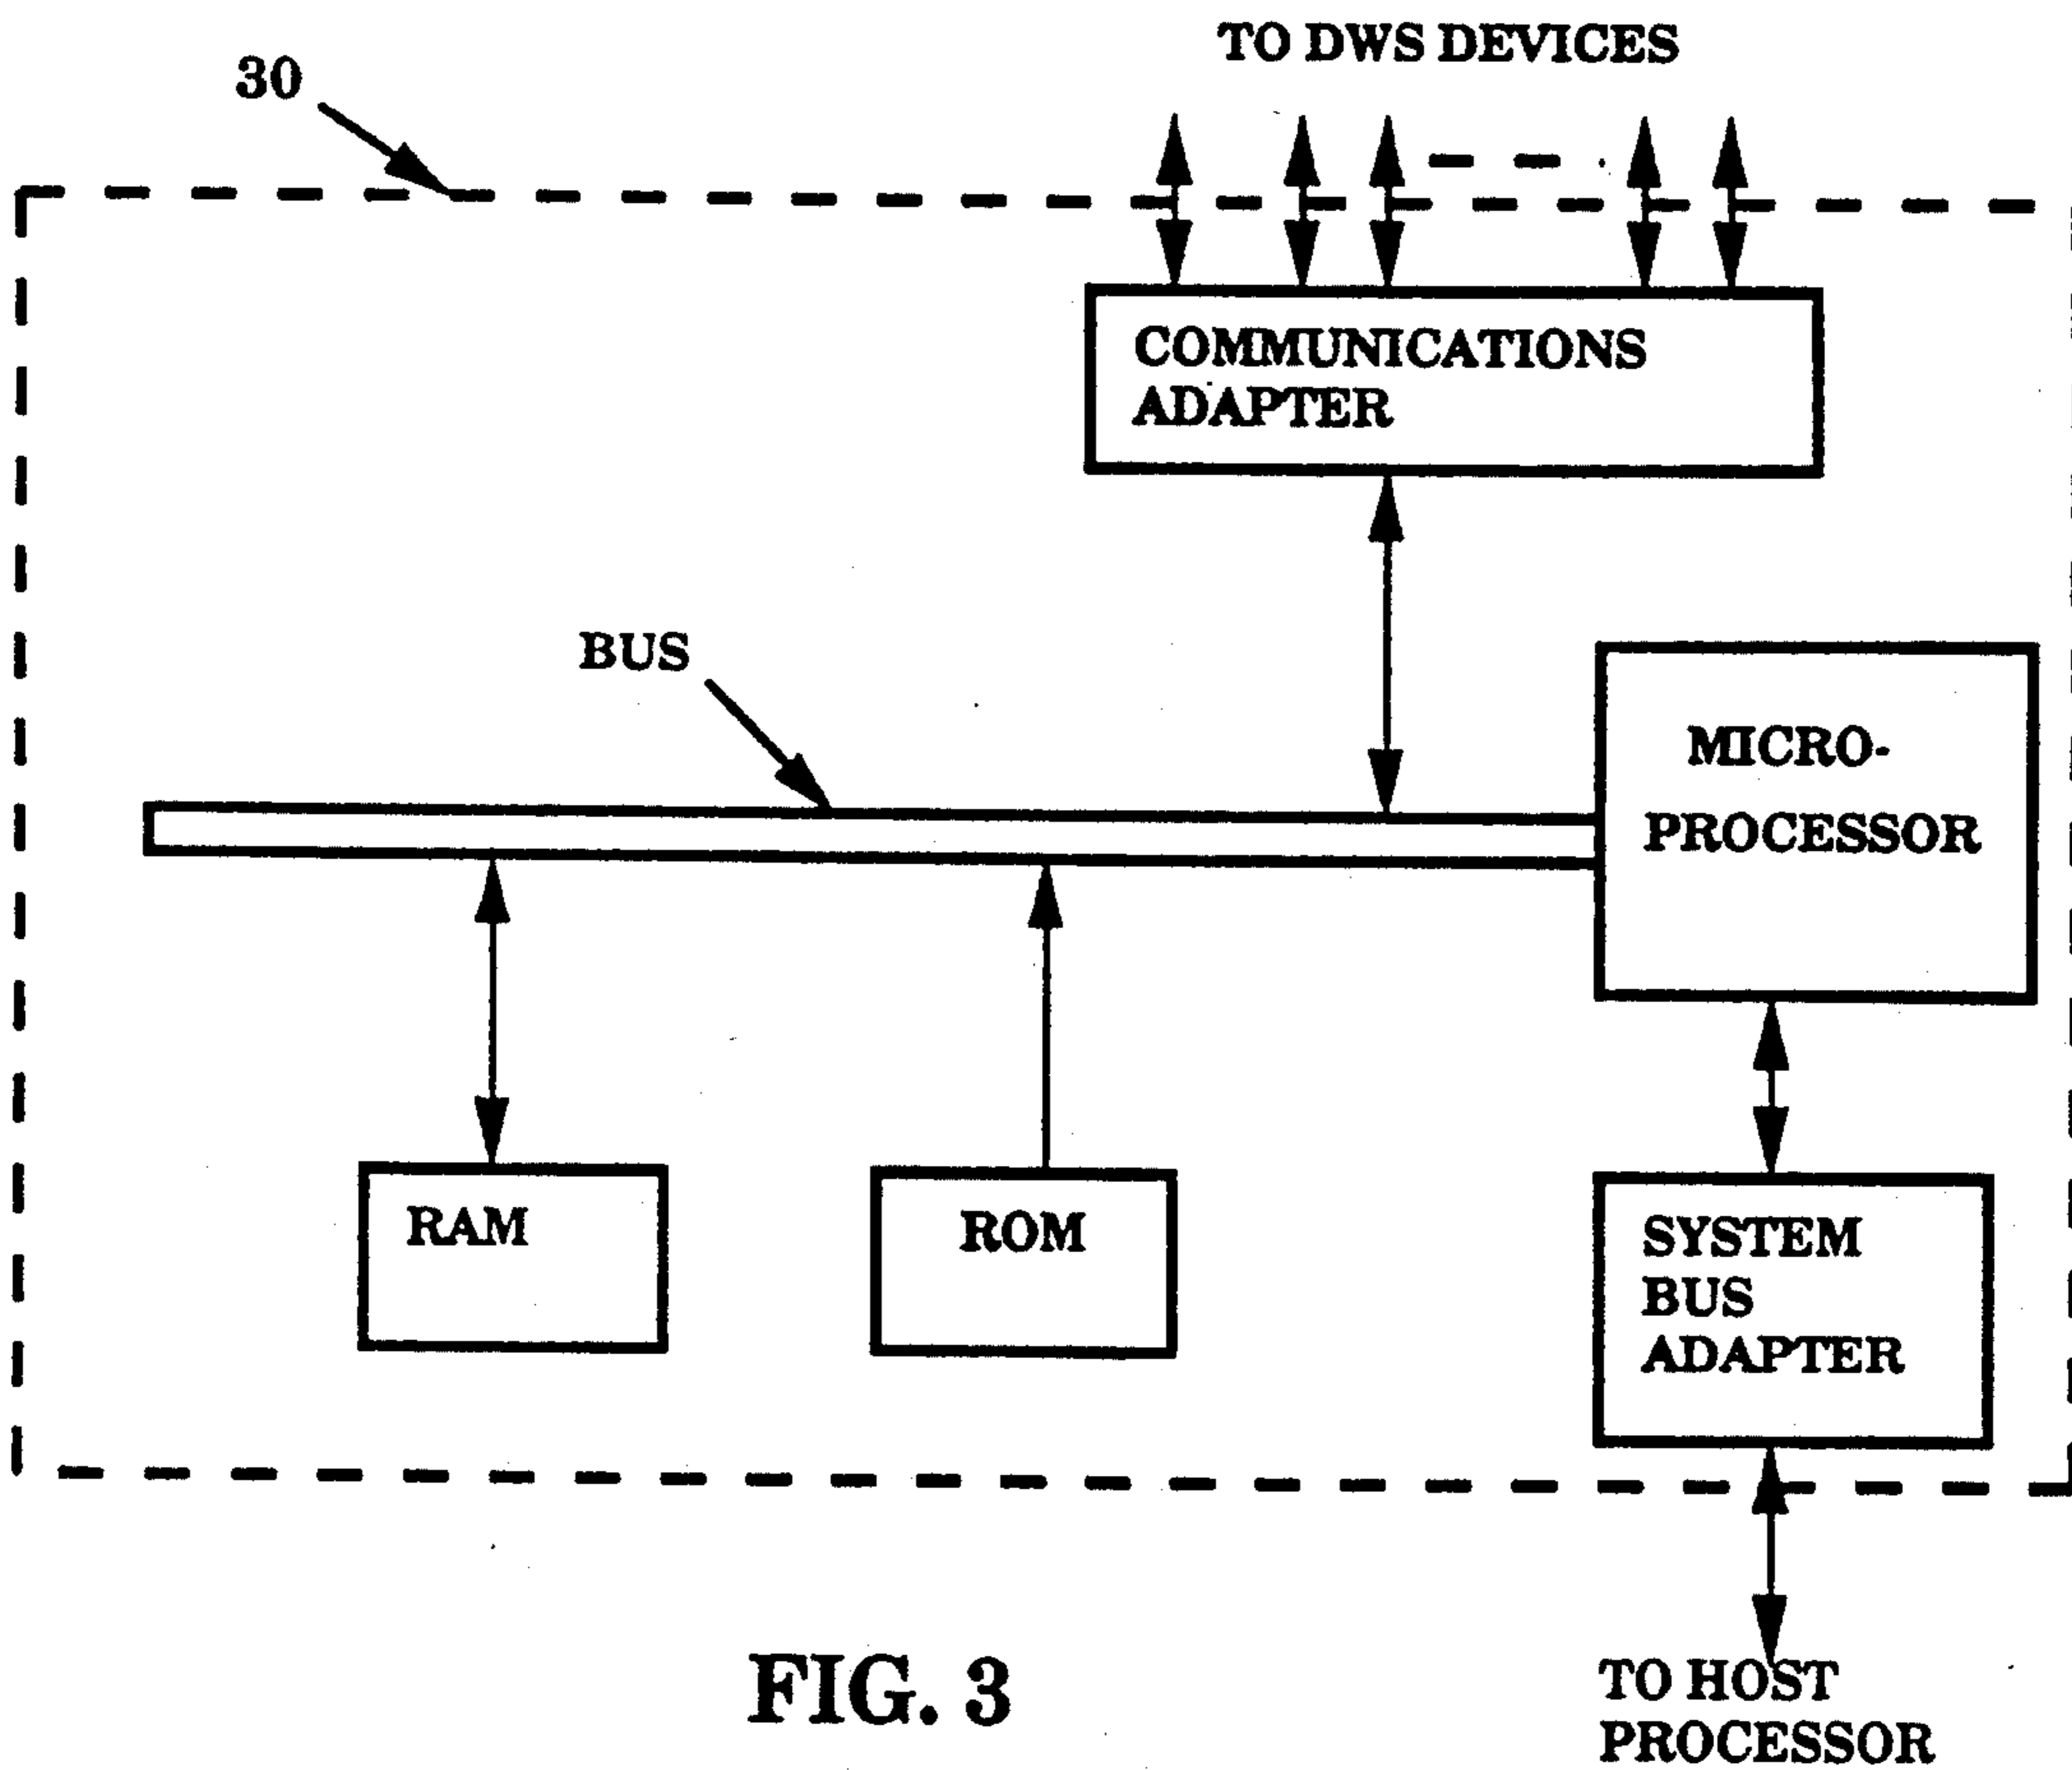 TO DWS DEVICES
30
COMMUNICATIONS
ADAPTER
BUS
MICRO-
PROCESSOR
RAM
ROM
SYSTEM
BUS
ADAPTER
TO HOST
PROCESSOR
FIG. 3